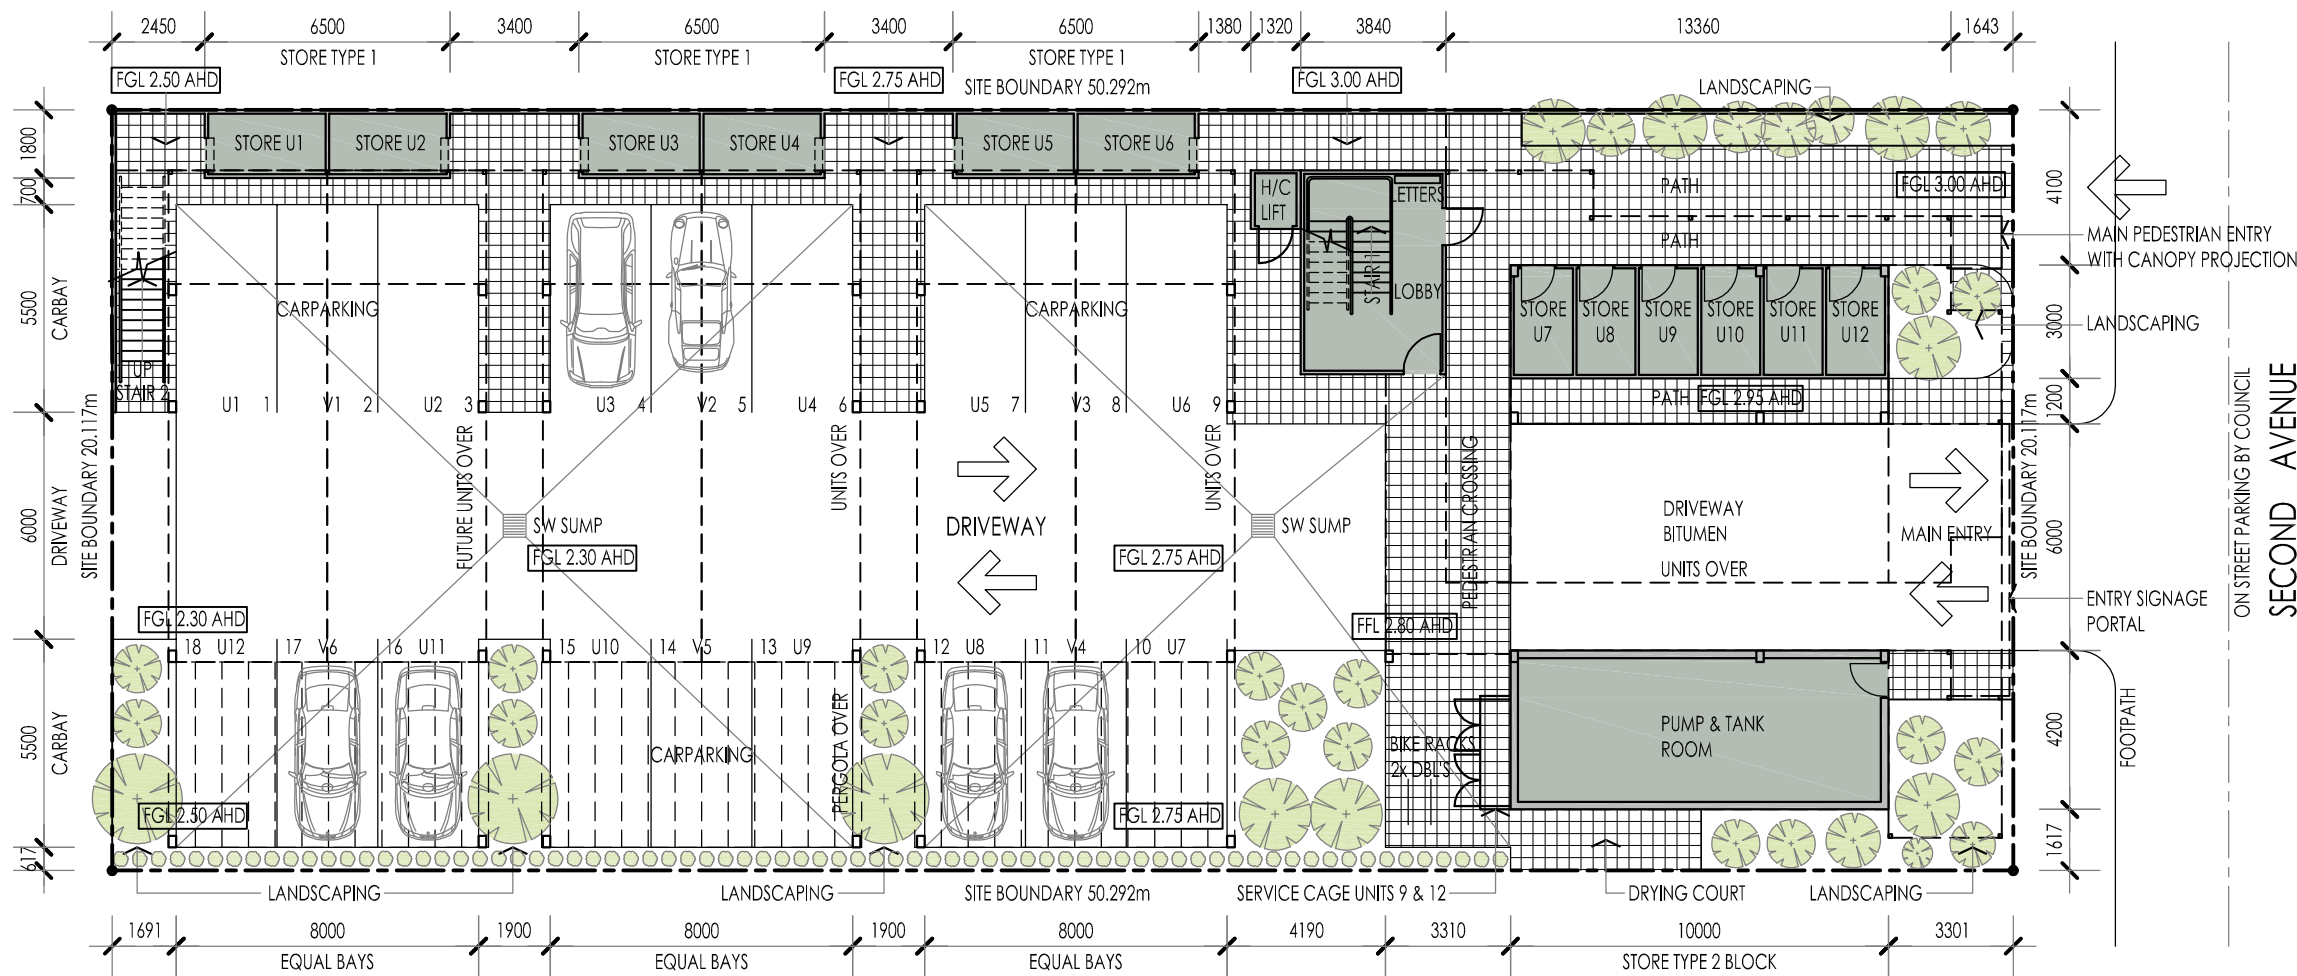 2450
6500
3400
6500
3400
6500
1380
1320
3840
13360
1643
STORE TYPE 1
STORE TYPE 1
STORE TYPE 1
FGL 2.50 AHD
FGL 2.75 AHD
SITE BOUNDARY 50.292m
FGL 3.00 AHD
LANDSCAPING
1800
700
5500
CARBAY
6000
DRIVEWAY
5500
CARBAY
617
SITE BOUNDARY 20.117m
STORE U1
STORE U2
STORE U3
STORE U4
STORE U5
STORE U6
H/C
LIFT
LETTERS
STAIR 1
LOBBY
PATH
FGL 3.00 AHD
PATH
CARPARKING
CARPARKING
UP
STAIR 2
STORE
U7
STORE
U8
STORE
U9
STORE
U10
STORE
U11
STORE
U12
PATH
FGL 2.95 AHD
U1
1
V1
2
U2
3
U3
4
V2
5
U4
6
U5
7
V3
8
U6
9
FUTURE UNITS OVER
UNITS OVER
UNITS OVER
PEDESTRIAN CROSSING
SW SUMP
FGL 2.30 AHD
DRIVEWAY
SW SUMP
FGL 2.75 AHD
DRIVEWAY
BITUMEN
UNITS OVER
MAIN ENTRY
FGL 2.30 AHD
FFL 2.80 AHD
18
U12
17
V6
16
U11
15
U10
14
V5
13
U9
12
U8
11
V4
10
U7
CARPARKING
PERGOLA OVER
FGL 2.50 AHD
FGL 2.75 AHD
BIKE RACKS
2x DBL'S
PUMP & TANK
ROOM
4100
3000
1200
6000
4200
1617
SITE BOUNDARY 20.117m
MAIN PEDESTRIAN ENTRY
WITH CANOPY PROJECTION
LANDSCAPING
ENTRY SIGNAGE
PORTAL
FOOTPATH
ON STREET PARKING BY COUNCIL
SECOND AVENUE
LANDSCAPING
LANDSCAPING
SITE BOUNDARY 50.292m
SERVICE CAGE UNITS 9 & 12
DRYING COURT
LANDSCAPING
1691
8000
1900
8000
1900
8000
4190
3310
10000
3301
EQUAL BAYS
EQUAL BAYS
EQUAL BAYS
STORE TYPE 2 BLOCK